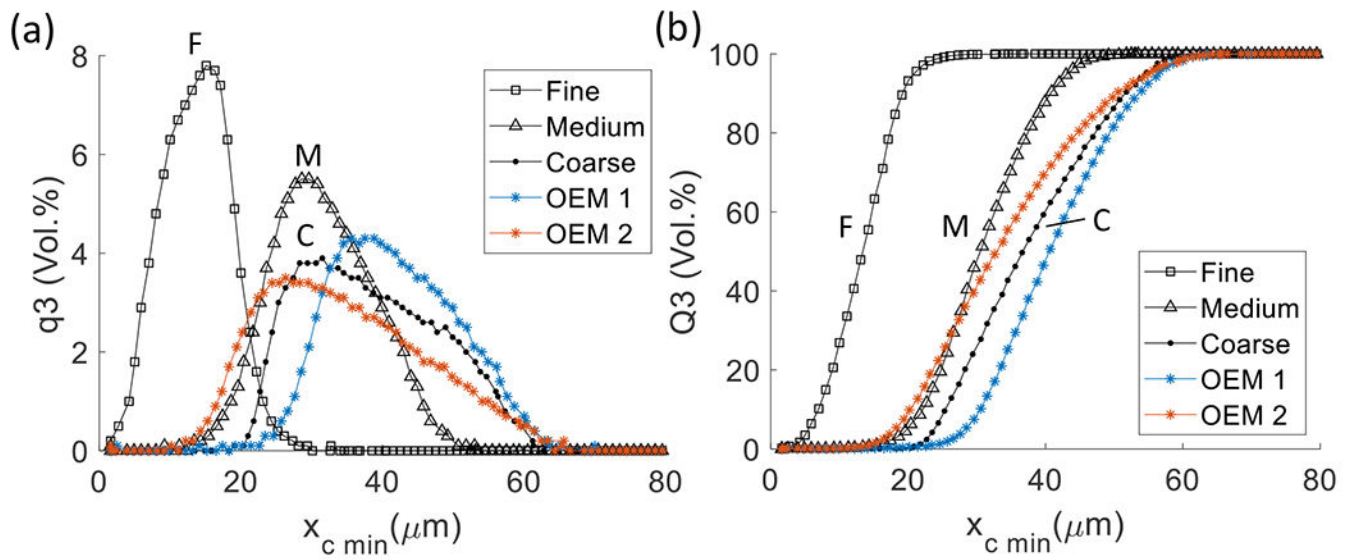 (a)
q3 (Vol.%)
8
6
4
2
0
F
M
C
Fine
Medium
Coarse
OEM 1
OEM 2
0 20 40 60 80
x c min (μm)
(b)
Q3 (Vol.%)
100
80
60
40
20
0
F
M
C
Fine
Medium
Coarse
OEM 1
OEM 2
0 20 40 60 80
x c min (μm)